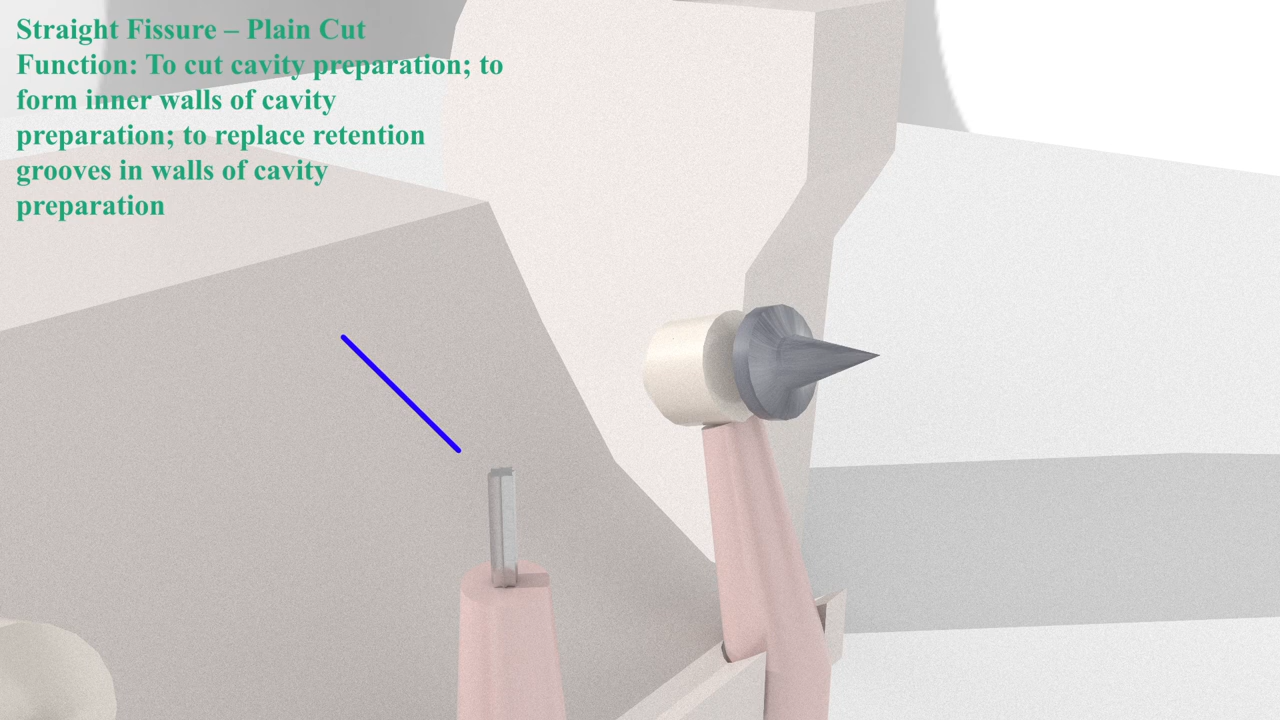 Straight Fissure – Plain Cut
Function: To cut cavity preparation; to
form inner walls of cavity
preparation; to replace retention
grooves in walls of cavity
preparation